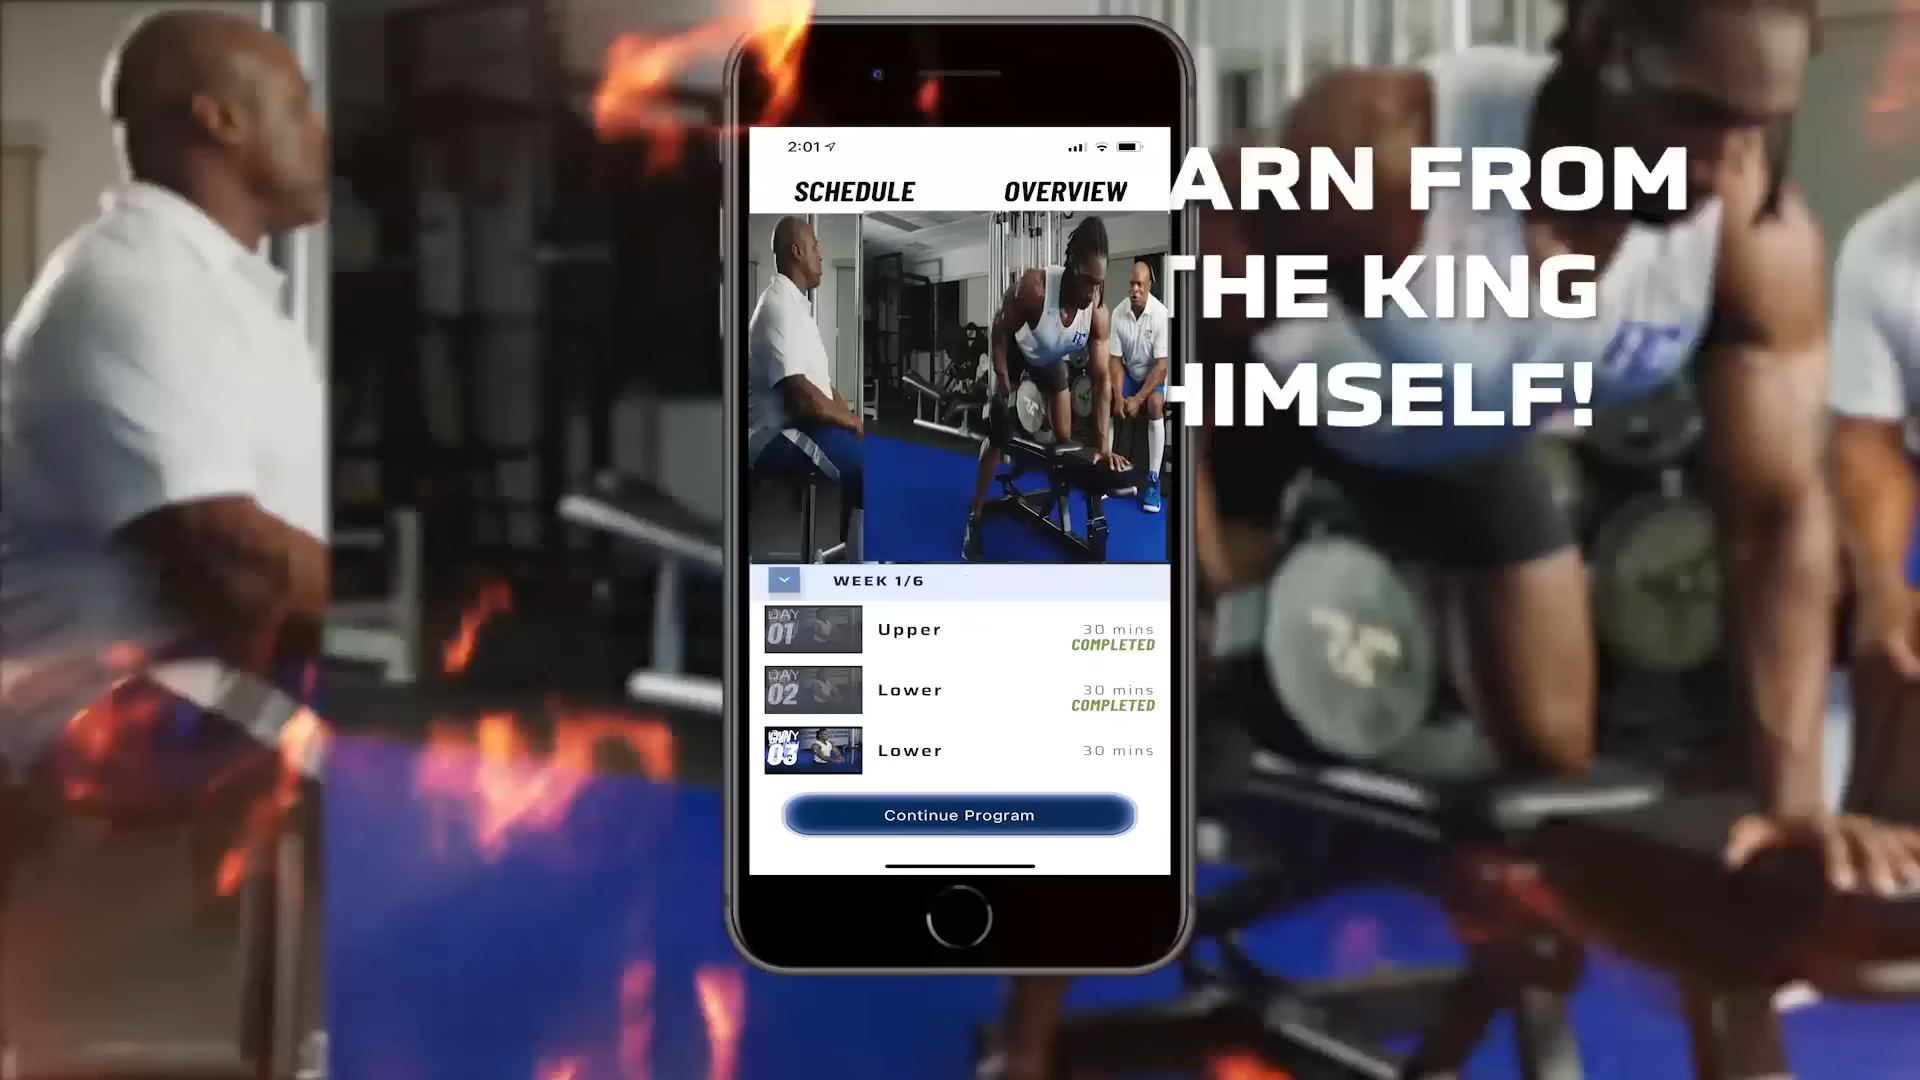 2:01
SCHEDULE OVERVIEW
ARN FROM
THE KING
HIMSELF!
WEEK 1/6
DAY
01
Upper
30 mins
COMPLETED
DAY
02
Lower
30 mins
COMPLETED
03
Lower
30 mins
Continue Program